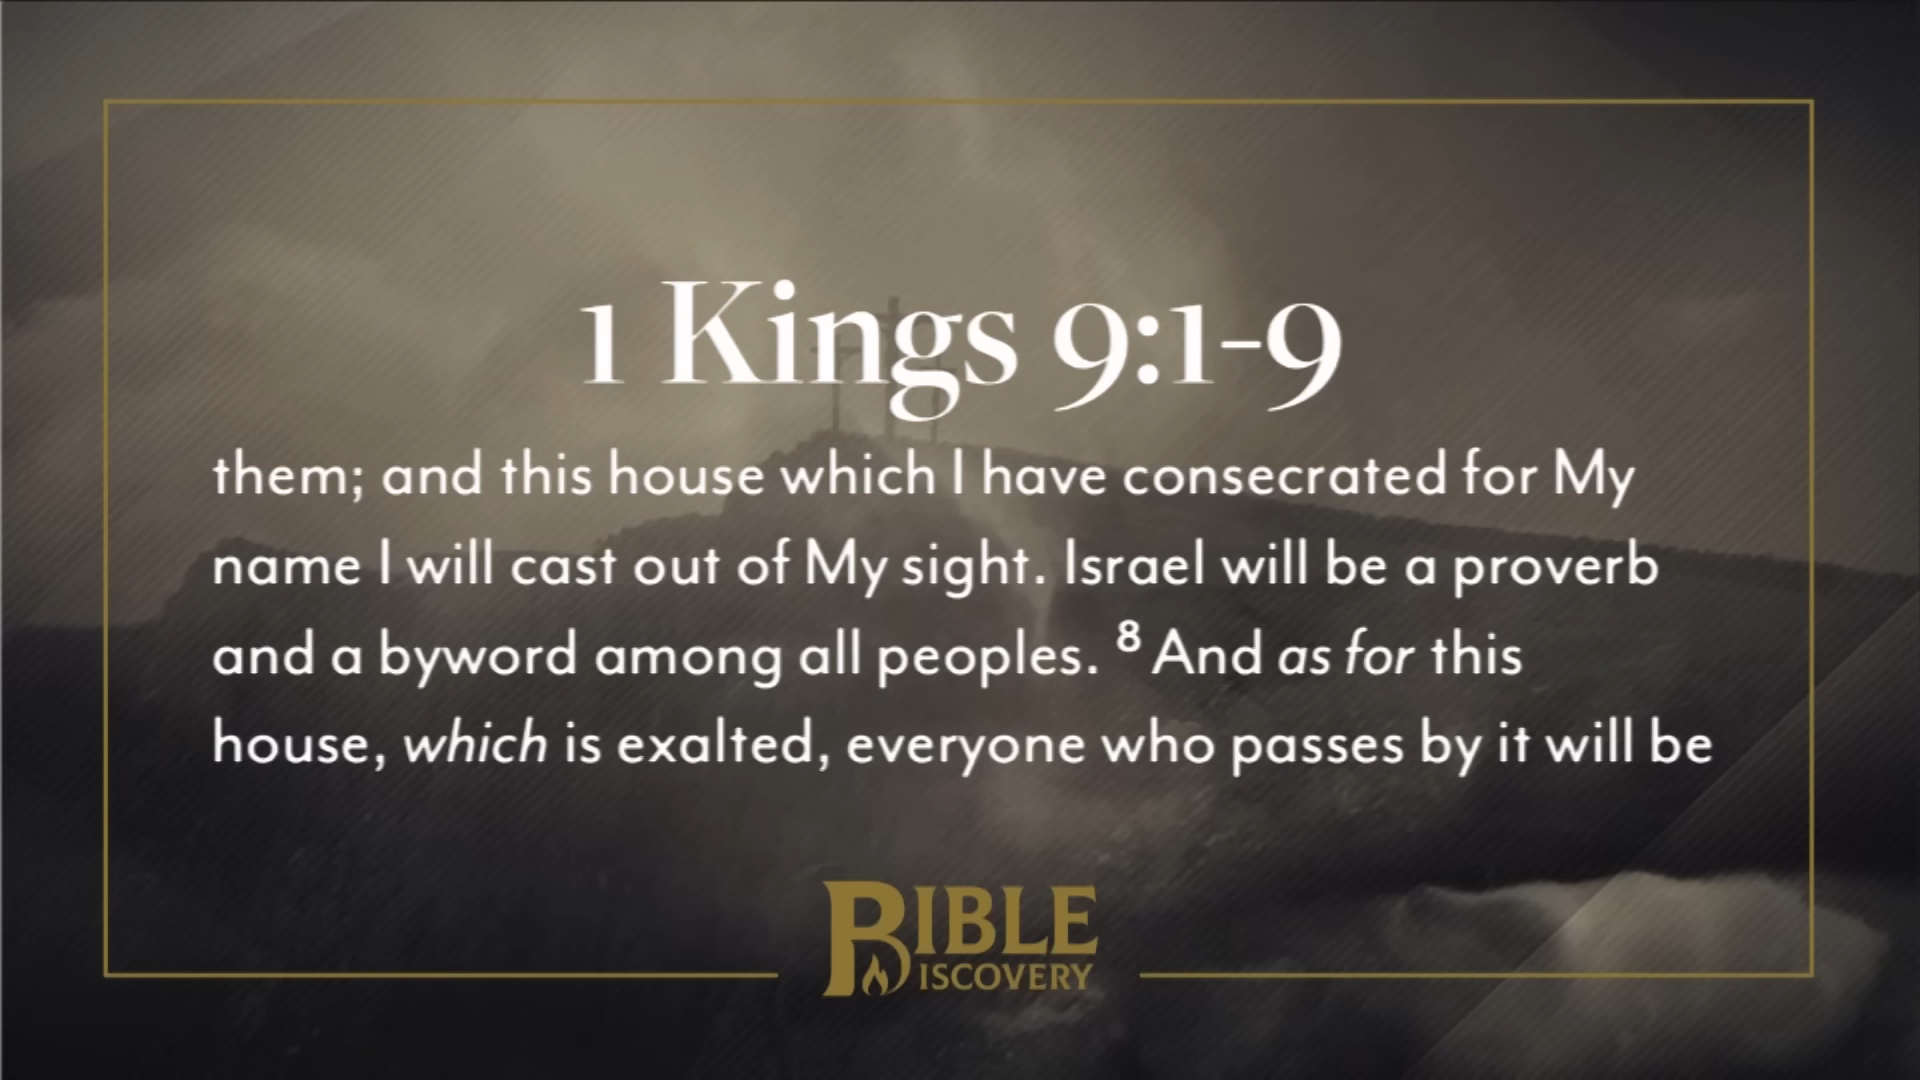 1 Kings 9:1-9
them; and this house which I have consecrated for My
name I will cast out of My sight. Israel will be a proverb
and a byword among all peoples. ⁸ And as for this
house, which is exalted, everyone who passes by it will be
BIBLE
DISCOVERY